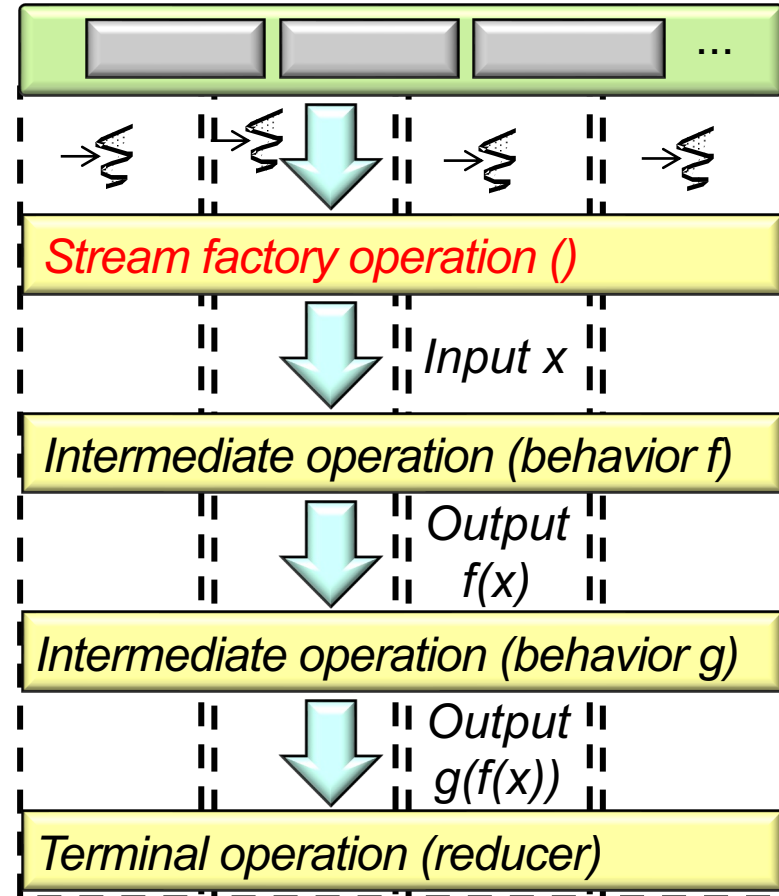 ...
Stream factory operation ()
Input x
Intermediate operation (behavior f)
Output
f(x)
Intermediate operation (behavior g)
Output
g(f(x))
Terminal operation (reducer)